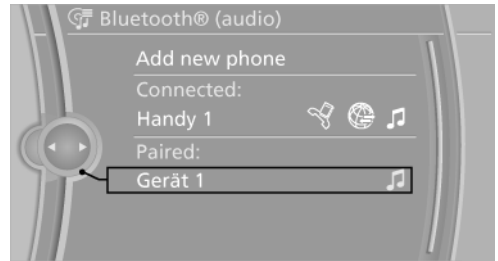 Bluetooth® (audio)
Add new phone
Connected:
Handy 1
Paired:
Gerät 1